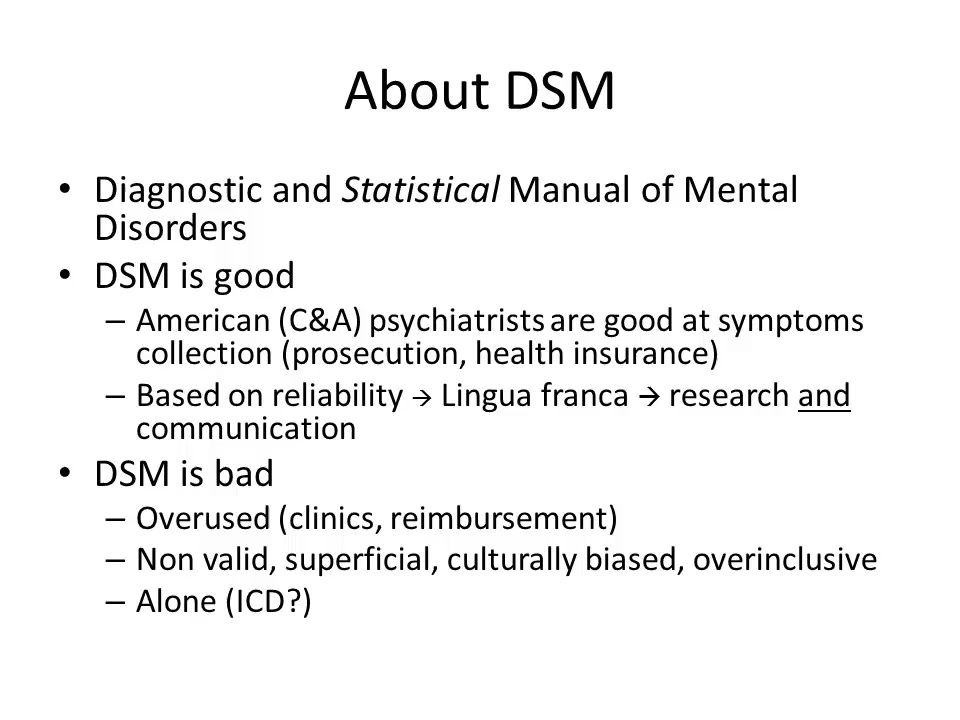 About DSM
• Diagnostic and Statistical Manual of Mental
Disorders
• DSM is good
– American (C&A) psychiatrists are good at symptoms
collection (prosecution, health insurance)
– Based on reliability → Lingua franca → research and
communication
• DSM is bad
– Overused (clinics, reimbursement)
– Non valid, superficial, culturally biased, overinclusive
– Alone (ICD?)